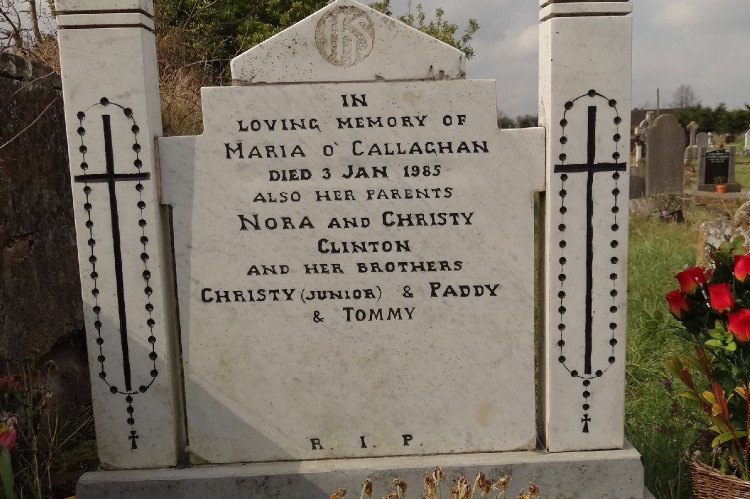 IHS
IN
LOVING MEMORY OF
MARIA O' CALLAGHAN
DIED 3 JAN 1985
ALSO HER PARENTS
NORA AND CHRISTY
CLINTON
AND HER BROTHERS
CHRISTY (JUNIOR) & PADDY
& TOMMY
R. I. P.